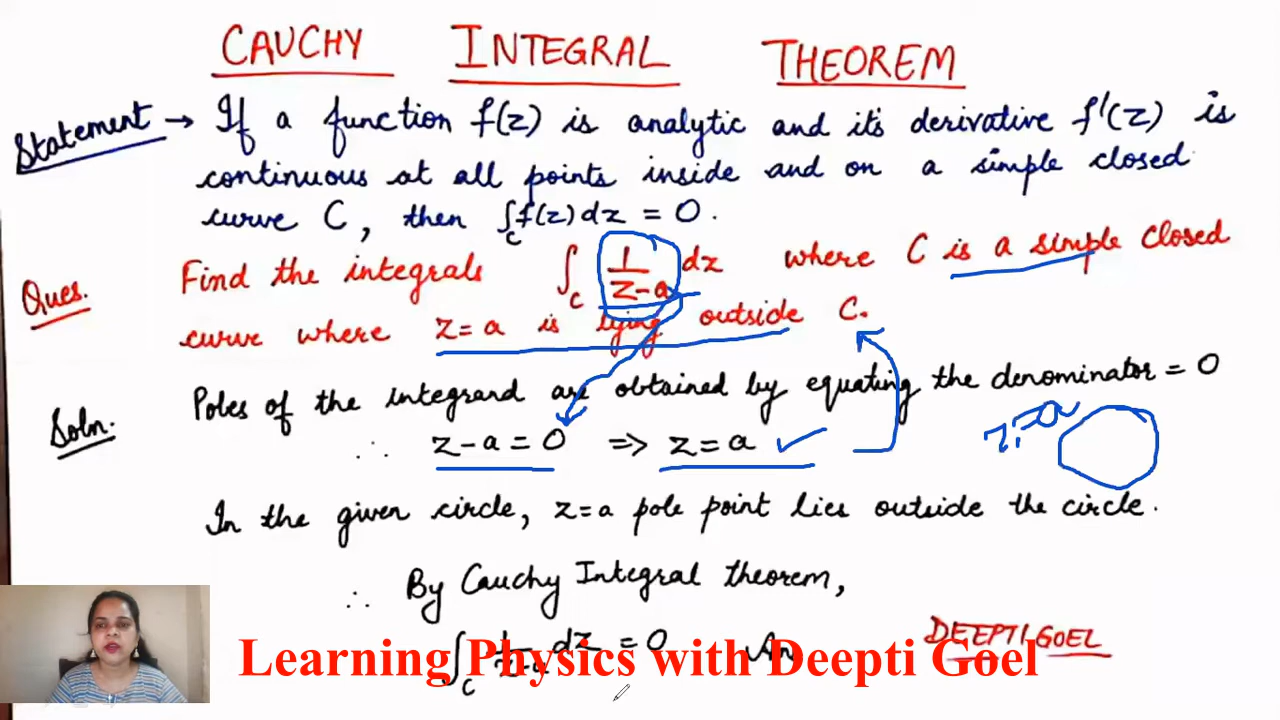 CAUCHY INTEGRAL THEOREM
Statement → If a function f(z) is analytic and it's derivative f'(z) is
continuous at all points inside and on a simple closed
curve C, then ∫_C f(z) dz = 0.
Ques. Find the integrals ∫_C 1/(z-a) dz where C is a simple closed
curve where z=a is lying outside C.
Soln. Poles of the integrand are obtained by equating the denominator = 0
∴ z-a=0 => z=a ✓
z=a
In the given circle, z=a pole point lies outside the circle.
∴ By Cauchy Integral theorem,
∫_C 1/(z-a) dz = 0 An
DEEPTI GOEL
Learning Physics with Deepti Goel